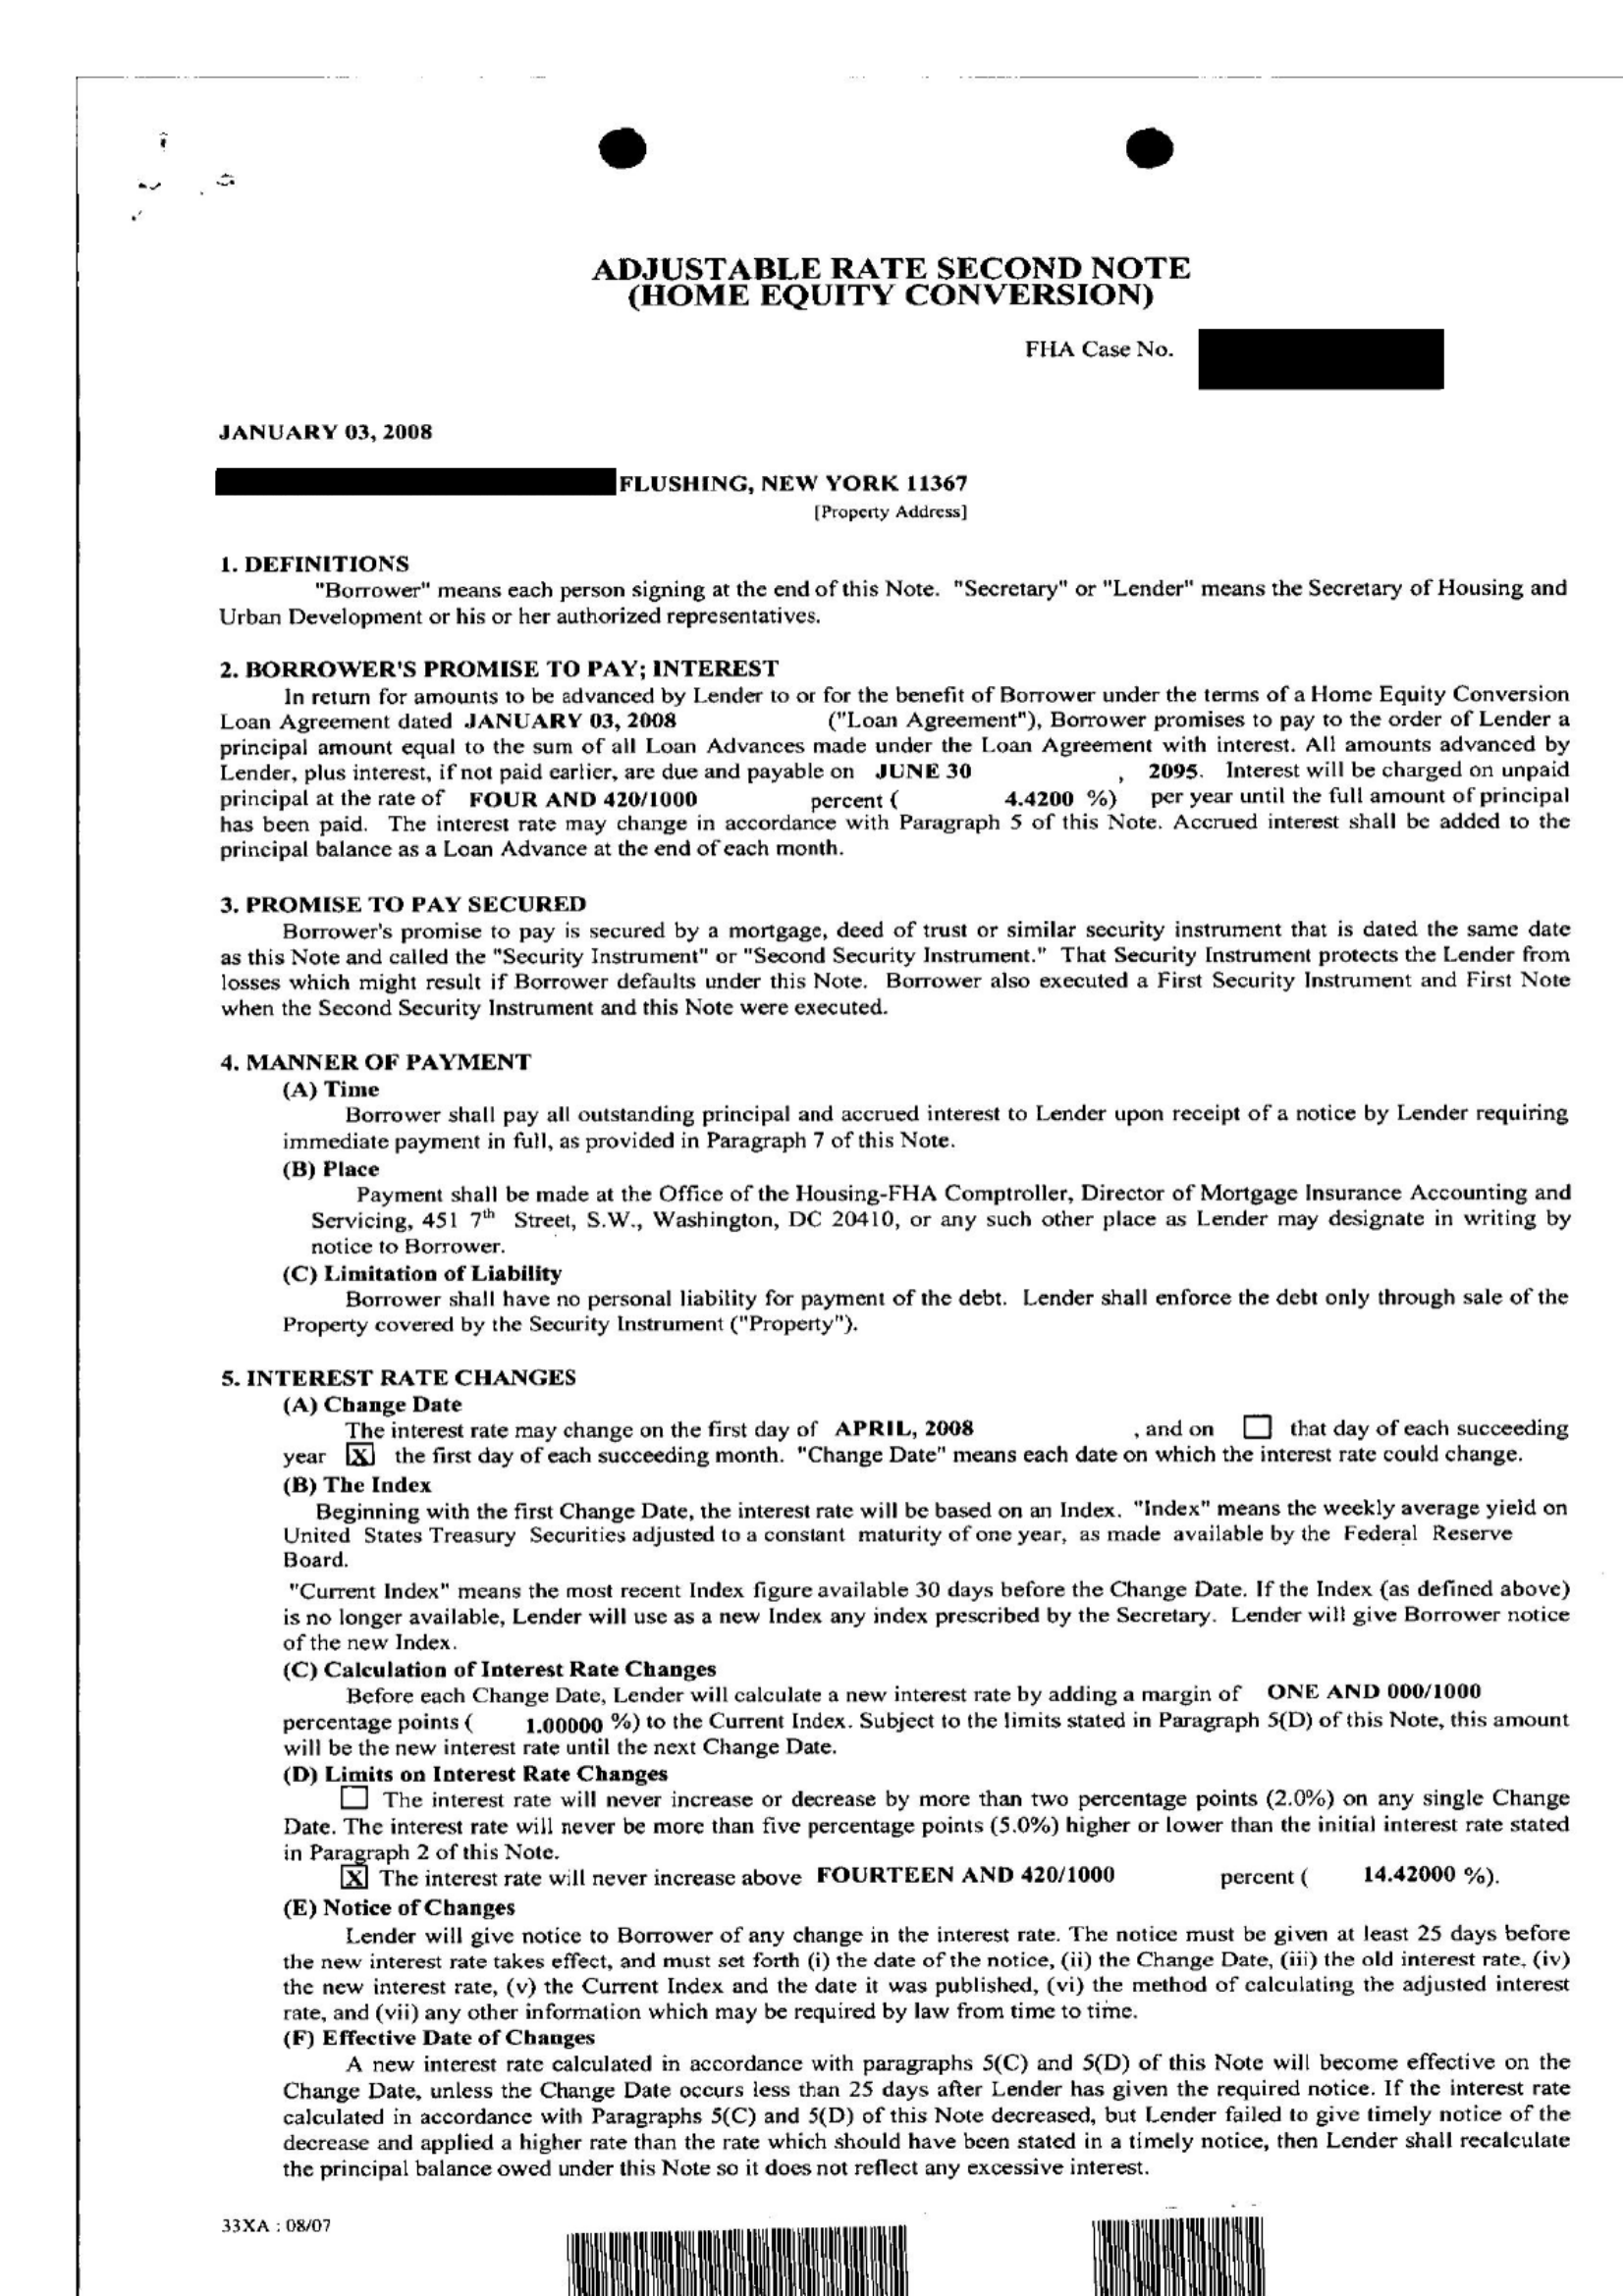 ADJUSTABLE RATE SECOND NOTE
(HOME EQUITY CONVERSION)
FHA Case No.
JANUARY 03, 2008
FLUSHING, NEW YORK 11367
[Property Address]
1. DEFINITIONS
"Borrower" means each person signing at the end of this Note. "Secretary" or "Lender" means the Secretary of Housing and
Urban Development or his or her authorized representatives.
2. BORROWER'S PROMISE TO PAY; INTEREST
In return for amounts to be advanced by Lender to or for the benefit of Borrower under the terms of a Home Equity Conversion
Loan Agreement dated JANUARY 03, 2008 ("Loan Agreement"), Borrower promises to pay to the order of Lender a
principal amount equal to the sum of all Loan Advances made under the Loan Agreement with interest. All amounts advanced by
Lender, plus interest, if not paid earlier, are due and payable on JUNE 30 , 2095. Interest will be charged on unpaid
principal at the rate of FOUR AND 420/1000 percent ( 4.4200 %) per year until the full amount of principal
has been paid. The interest rate may change in accordance with Paragraph 5 of this Note. Accrued interest shall be added to the
principal balance as a Loan Advance at the end of each month.
3. PROMISE TO PAY SECURED
Borrower's promise to pay is secured by a mortgage, deed of trust or similar security instrument that is dated the same date
as this Note and called the "Security Instrument" or "Second Security Instrument." That Security Instrument protects the Lender from
losses which might result if Borrower defaults under this Note. Borrower also executed a First Security Instrument and First Note
when the Second Security Instrument and this Note were executed.
4. MANNER OF PAYMENT
(A) Time
Borrower shall pay all outstanding principal and accrued interest to Lender upon receipt of a notice by Lender requiring
immediate payment in full, as provided in Paragraph 7 of this Note.
(B) Place
Payment shall be made at the Office of the Housing-FHA Comptroller, Director of Mortgage Insurance Accounting and
Servicing, 451 7th Street, S.W., Washington, DC 20410, or any such other place as Lender may designate in writing by
notice to Borrower.
(C) Limitation of Liability
Borrower shall have no personal liability for payment of the debt. Lender shall enforce the debt only through sale of the
Property covered by the Security Instrument ("Property").
5. INTEREST RATE CHANGES
(A) Change Date
The interest rate may change on the first day of APRIL, 2008 , and on ☐ that day of each succeeding
year ☒ the first day of each succeeding month. "Change Date" means each date on which the interest rate could change.
(B) The Index
Beginning with the first Change Date, the interest rate will be based on an Index. "Index" means the weekly average yield on
United States Treasury Securities adjusted to a constant maturity of one year, as made available by the Federal Reserve
Board.
"Current Index" means the most recent Index figure available 30 days before the Change Date. If the Index (as defined above)
is no longer available, Lender will use as a new Index any index prescribed by the Secretary. Lender will give Borrower notice
of the new Index.
(C) Calculation of Interest Rate Changes
Before each Change Date, Lender will calculate a new interest rate by adding a margin of ONE AND 000/1000
percentage points ( 1.00000 %) to the Current Index. Subject to the limits stated in Paragraph 5(D) of this Note, this amount
will be the new interest rate until the next Change Date.
(D) Limits on Interest Rate Changes
☐ The interest rate will never increase or decrease by more than two percentage points (2.0%) on any single Change
Date. The interest rate will never be more than five percentage points (5.0%) higher or lower than the initial interest rate stated
in Paragraph 2 of this Note.
☒ The interest rate will never increase above FOURTEEN AND 420/1000 percent ( 14.42000 %).
(E) Notice of Changes
Lender will give notice to Borrower of any change in the interest rate. The notice must be given at least 25 days before
the new interest rate takes effect, and must set forth (i) the date of the notice, (ii) the Change Date, (iii) the old interest rate, (iv)
the new interest rate, (v) the Current Index and the date it was published, (vi) the method of calculating the adjusted interest
rate, and (vii) any other information which may be required by law from time to time.
(F) Effective Date of Changes
A new interest rate calculated in accordance with paragraphs 5(C) and 5(D) of this Note will become effective on the
Change Date, unless the Change Date occurs less than 25 days after Lender has given the required notice. If the interest rate
calculated in accordance with Paragraphs 5(C) and 5(D) of this Note decreased, but Lender failed to give timely notice of the
decrease and applied a higher rate than the rate which should have been stated in a timely notice, then Lender shall recalculate
the principal balance owed under this Note so it does not reflect any excessive interest.
33XA : 08/07